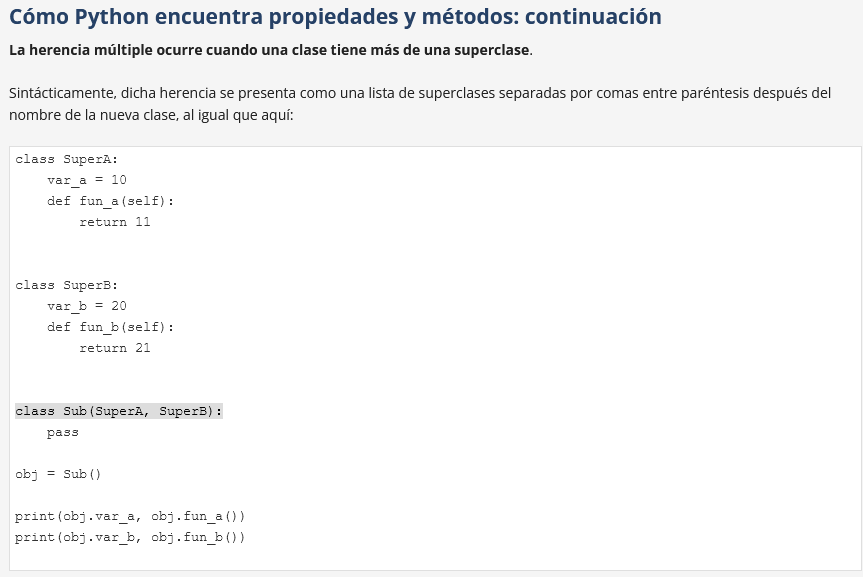 Cómo Python encuentra propiedades y métodos: continuación
La herencia múltiple ocurre cuando una clase tiene más de una superclase.
Sintácticamente, dicha herencia se presenta como una lista de superclases separadas por comas entre paréntesis después del
nombre de la nueva clase, al igual que aquí:
class SuperA:
    var_a = 10
    def fun_a(self):
        return 11
class SuperB:
    var_b = 20
    def fun_b(self):
        return 21
class Sub(SuperA, SuperB):
    pass
obj = Sub()
print(obj.var_a, obj.fun_a())
print(obj.var_b, obj.fun_b())